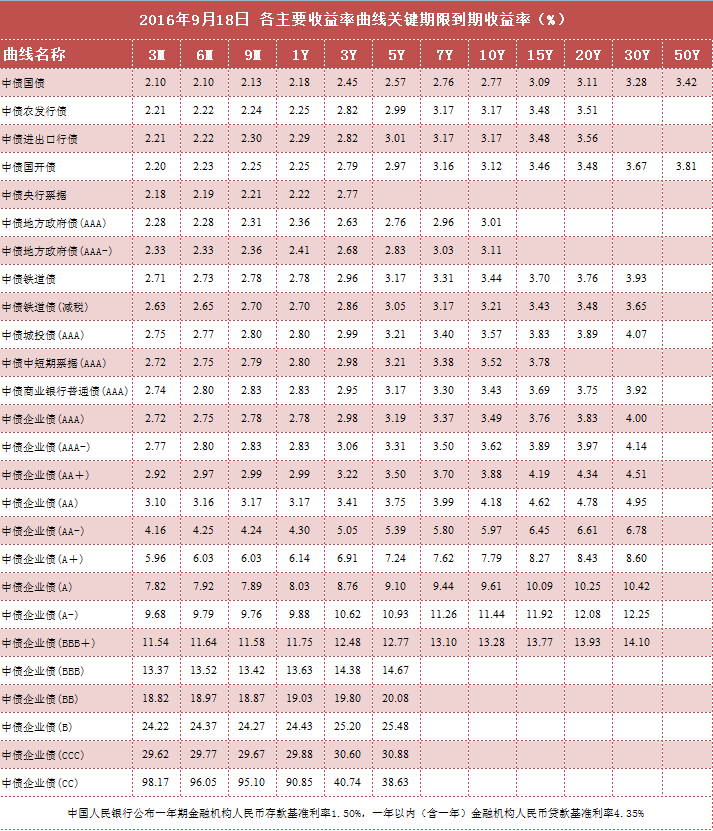 2016年9月18日 各主要收益率曲线关键期限到期收益率（%）
曲线名称 3M 6M 9M 1Y 3Y 5Y 7Y 10Y 15Y 20Y 30Y 50Y
中债国债 2.10 2.10 2.13 2.18 2.45 2.57 2.76 2.77 3.09 3.11 3.28 3.42
中债农发行债 2.21 2.22 2.24 2.25 2.82 2.99 3.17 3.17 3.48 3.51
中债进出口行债 2.21 2.22 2.30 2.29 2.82 3.01 3.17 3.17 3.48 3.56
中债国开债 2.20 2.23 2.25 2.25 2.79 2.97 3.16 3.12 3.46 3.48 3.67 3.81
中债央行票据 2.18 2.19 2.21 2.22 2.77
中债地方政府债(AAA) 2.28 2.28 2.31 2.36 2.63 2.76 2.96 3.01
中债地方政府债(AAA-) 2.33 2.33 2.36 2.41 2.68 2.83 3.03 3.11
中债铁道债 2.71 2.73 2.78 2.78 2.96 3.17 3.31 3.44 3.70 3.76 3.93
中债铁道债(减税) 2.63 2.65 2.70 2.70 2.86 3.05 3.17 3.21 3.43 3.48 3.65
中债城投债(AAA) 2.75 2.77 2.80 2.80 2.99 3.21 3.40 3.57 3.83 3.89 4.07
中债中短期票据(AAA) 2.72 2.75 2.79 2.80 2.98 3.21 3.38 3.52 3.78
中债商业银行普通债(AAA) 2.74 2.80 2.83 2.83 2.95 3.17 3.30 3.43 3.69 3.75 3.92
中债企业债(AAA) 2.72 2.75 2.78 2.78 2.98 3.19 3.37 3.49 3.76 3.83 4.00
中债企业债(AAA-) 2.77 2.80 2.83 2.83 3.06 3.31 3.50 3.62 3.89 3.97 4.14
中债企业债(AA＋) 2.92 2.97 2.99 2.99 3.22 3.50 3.70 3.88 4.19 4.34 4.51
中债企业债(AA) 3.10 3.16 3.17 3.17 3.41 3.75 3.99 4.18 4.62 4.78 4.95
中债企业债(AA-) 4.16 4.25 4.24 4.30 5.05 5.39 5.80 5.97 6.45 6.61 6.78
中债企业债(A＋) 5.96 6.03 6.03 6.14 6.91 7.24 7.62 7.79 8.27 8.43 8.60
中债企业债(A) 7.82 7.92 7.89 8.03 8.76 9.10 9.44 9.61 10.09 10.25 10.42
中债企业债(A-) 9.68 9.79 9.76 9.88 10.62 10.93 11.26 11.44 11.92 12.08 12.25
中债企业债(BBB＋) 11.54 11.64 11.58 11.75 12.48 12.77 13.10 13.28 13.77 13.93 14.10
中债企业债(BBB) 13.37 13.52 13.42 13.63 14.38 14.67
中债企业债(BB) 18.82 18.97 18.87 19.03 19.80 20.08
中债企业债(B) 24.22 24.37 24.27 24.43 25.20 25.48
中债企业债(CCC) 29.62 29.77 29.67 29.88 30.60 30.88
中债企业债(CC) 98.17 96.05 95.10 90.85 40.74 38.63
中国人民银行公布一年期金融机构人民币存款基准利率1.50%，一年以内（含一年）金融机构人民币贷款基准利率4.35%